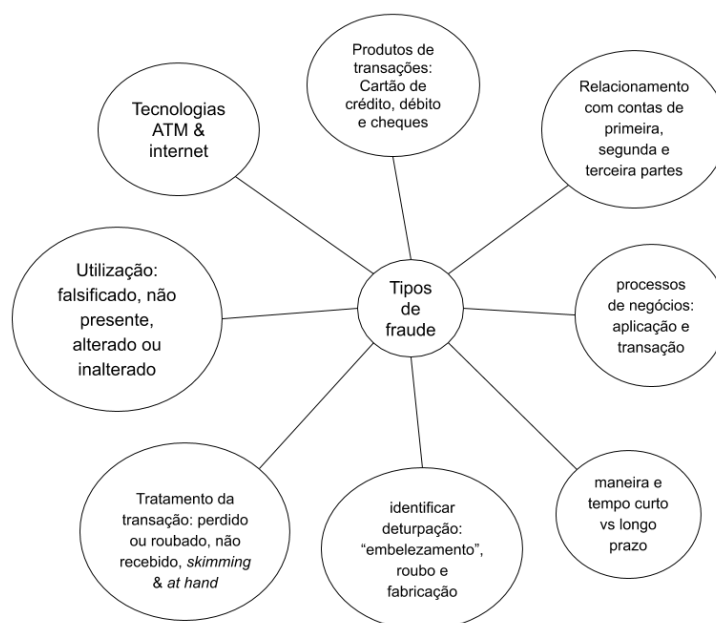 Produtos de
transações:
Cartão de
crédito, débito
e cheques
Tecnologias
ATM &
internet
Relacionamento
com contas de
primeira,
segunda e
terceira partes
Utilização:
falsificado, não
presente,
alterado ou
inalterado
Tipos
de
fraude
processos
de negócios:
aplicação e
transação
Tratamento da
transação: perdido
ou roubado, não
recebido, skimming
& at hand
identificar
deturpação:
“embelezamento”,
roubo e
fabricação
maneira e
tempo curto
vs longo
prazo